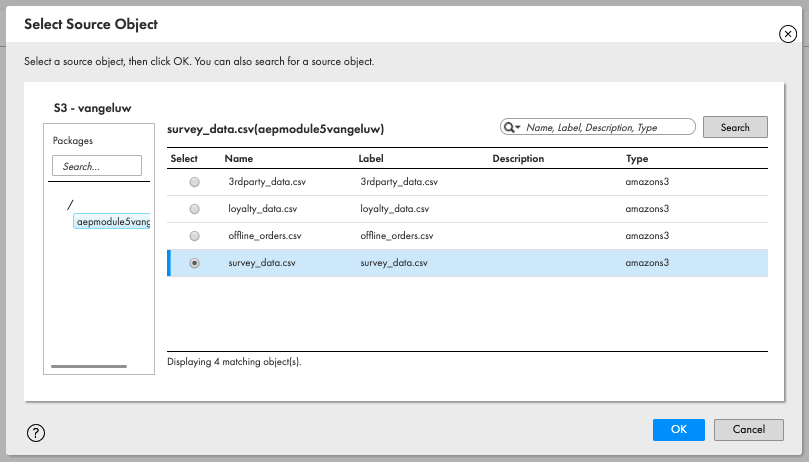 Select Source Object
Select a source object, then click OK. You can also search for a source object.
S3 - vangeluw
Packages
Search...
/
aepmodule5vang
survey_data.csv(aepmodule5vangeluw)
Name, Label, Description, Type
Search
Select Name Label Description Type
3rdparty_data.csv 3rdparty_data.csv amazons3
loyalty_data.csv loyalty_data.csv amazons3
offline_orders.csv offline_orders.csv amazons3
survey_data.csv survey_data.csv amazons3
Displaying 4 matching object(s).
?
OK Cancel